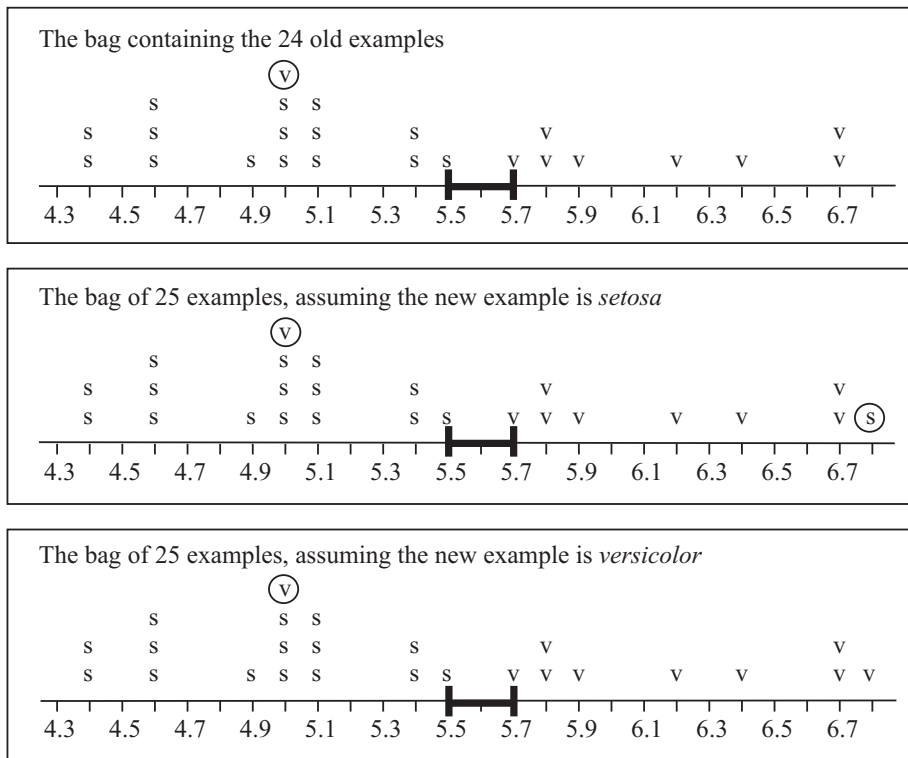 The bag containing the 24 old examples
v
s s s
s s s s s v v
s s s s s s s v v v v v v
4.3 4.5 4.7 4.9 5.1 5.3 5.5 5.7 5.9 6.1 6.3 6.5 6.7
The bag of 25 examples, assuming the new example is setosa
v
s s s
s s s s s v v
s s s s s s s v v v v v v s
4.3 4.5 4.7 4.9 5.1 5.3 5.5 5.7 5.9 6.1 6.3 6.5 6.7
The bag of 25 examples, assuming the new example is versicolor
v
s s s
s s s s s v v
s s s s s s s v v v v v v v
4.3 4.5 4.7 4.9 5.1 5.3 5.5 5.7 5.9 6.1 6.3 6.5 6.7